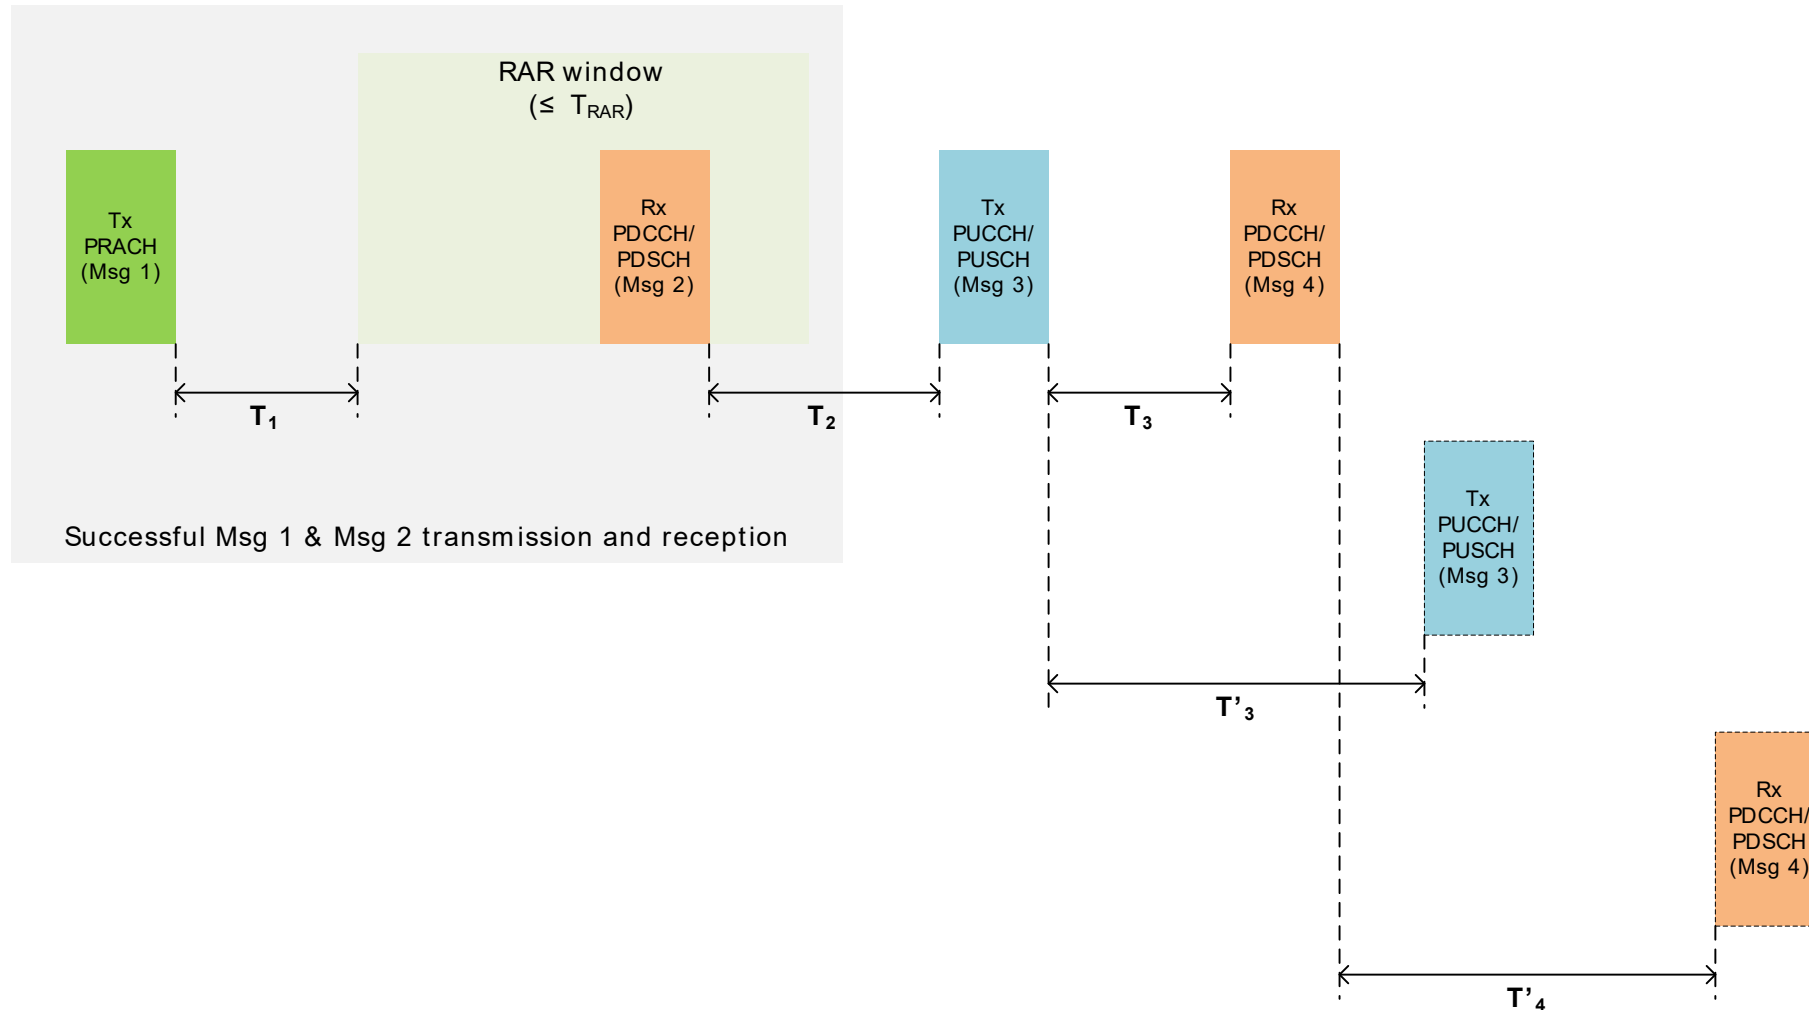 RAR window
(≤ T_RAR)
Tx
PRACH
(Msg 1)
Rx
PDCCH/
PDSCH
(Msg 2)
Tx
PUCCH/
PUSCH
(Msg 3)
Rx
PDCCH/
PDSCH
(Msg 4)
T₁
T₂
T₃
Successful Msg 1 & Msg 2 transmission and reception
Tx
PUCCH/
PUSCH
(Msg 3)
T’₃
Rx
PDCCH/
PDSCH
(Msg 4)
T’₄